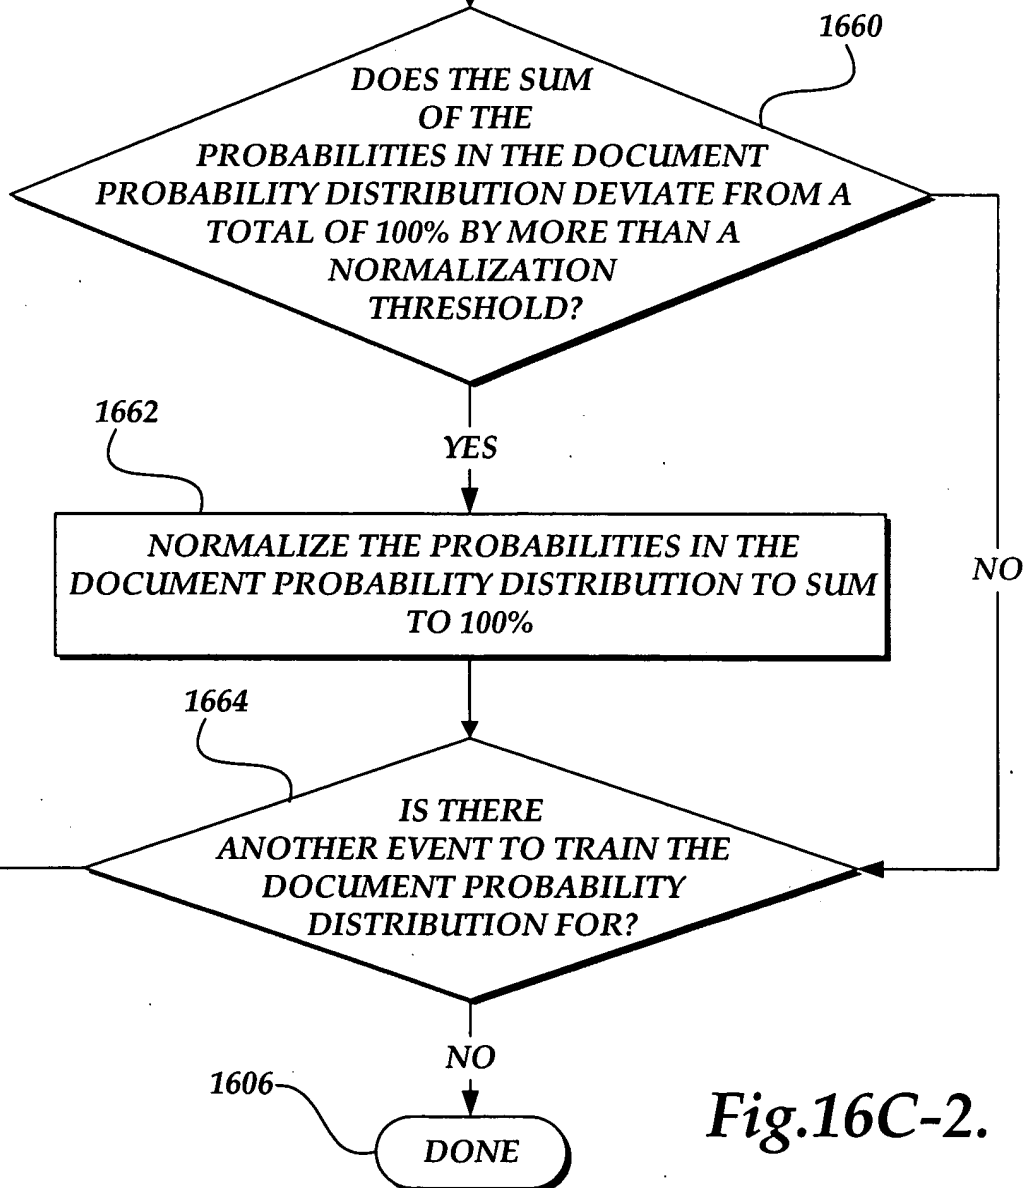 1660
DOES THE SUM
OF THE
PROBABILITIES IN THE DOCUMENT
PROBABILITY DISTRIBUTION DEVIATE FROM A
TOTAL OF 100% BY MORE THAN A
NORMALIZATION
THRESHOLD?
1662
YES
NORMALIZE THE PROBABILITIES IN THE
DOCUMENT PROBABILITY DISTRIBUTION TO SUM
TO 100%
NO
1664
IS THERE
ANOTHER EVENT TO TRAIN THE
DOCUMENT PROBABILITY
DISTRIBUTION FOR?
NO
1606
DONE
Fig.16C-2.